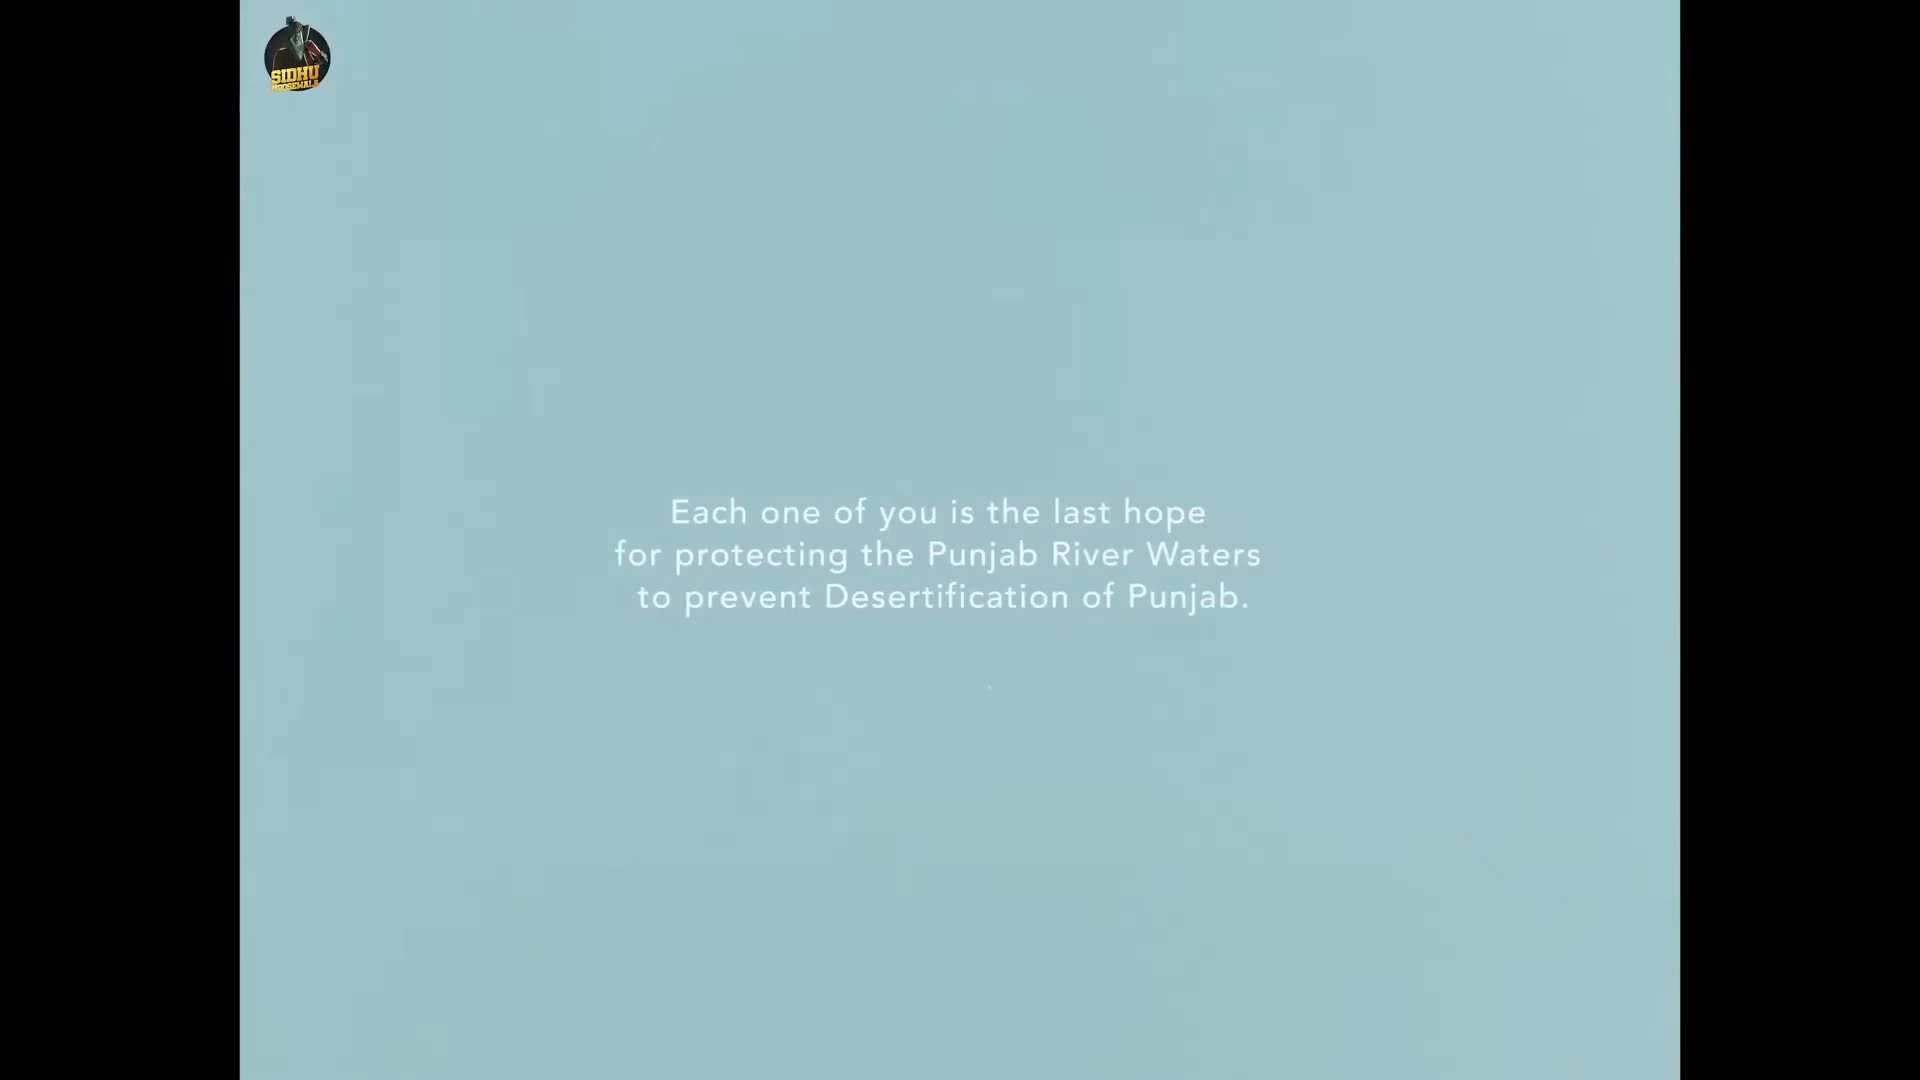 SIDHU
MOOSEWALA
Each one of you is the last hope
for protecting the Punjab River Waters
to prevent Desertification of Punjab.